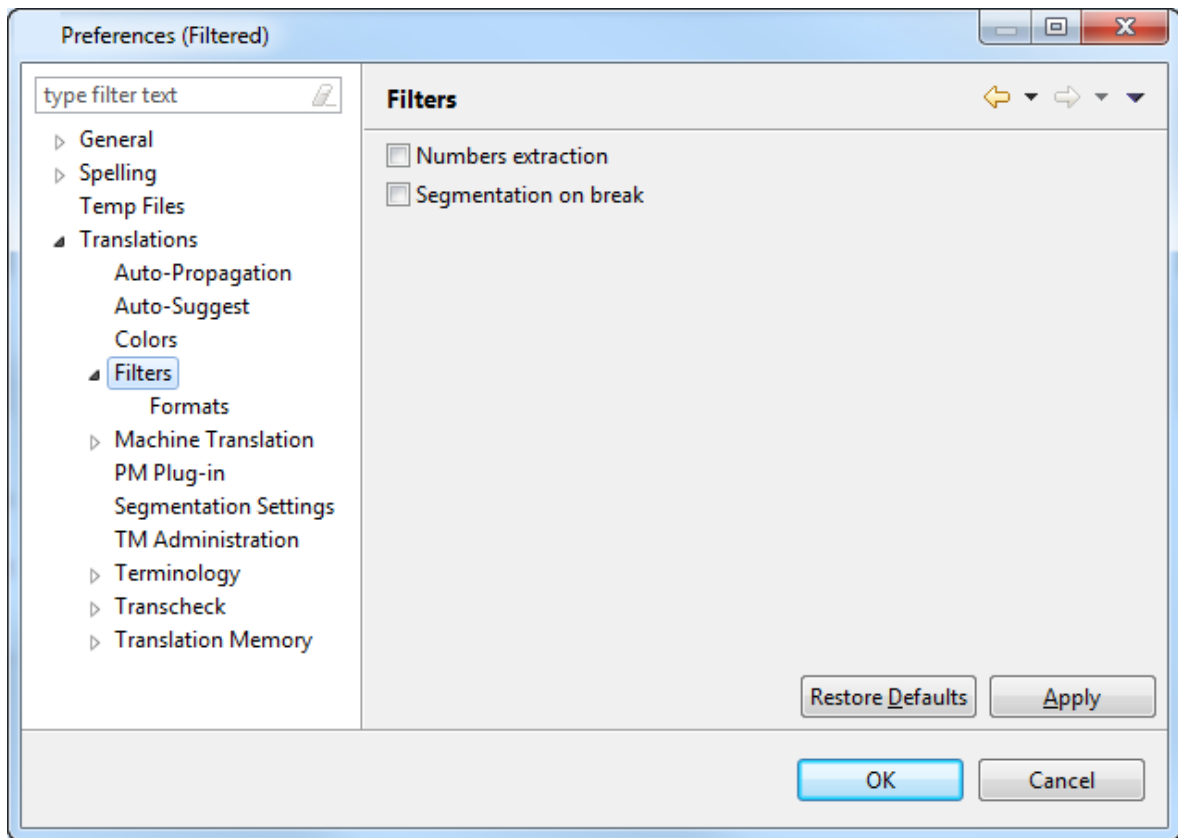 Preferences (Filtered)
type filter text
General
Spelling
Temp Files
Translations
Auto-Propagation
Auto-Suggest
Colors
Filters
Formats
Machine Translation
PM Plug-in
Segmentation Settings
TM Administration
Terminology
Transcheck
Translation Memory
Filters
Numbers extraction
Segmentation on break
Restore Defaults
Apply
OK
Cancel